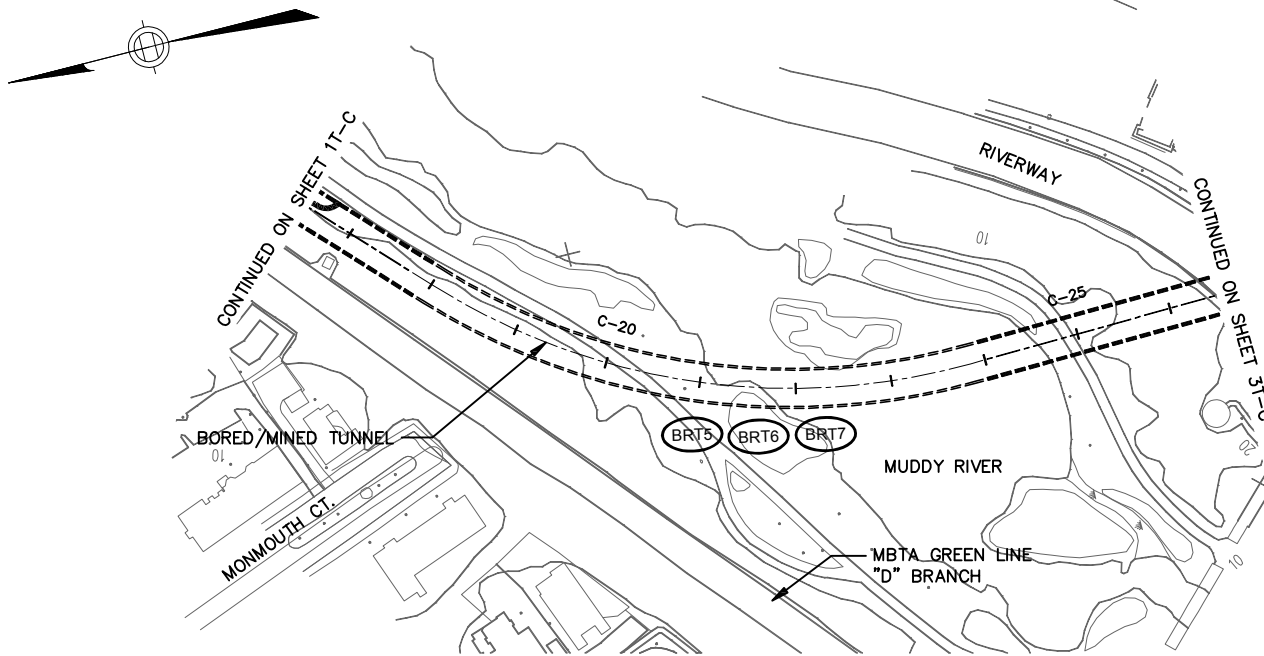 CONTINUED ON SHEET 1T-C
RIVERWAY
CONTINUED ON SHEET 3T-C
10
C-25
C-20
BORED/MINED TUNNEL
10
BRT5
BRT6
BRT7
MUDDY RIVER
20
MONMOUTH CT.
MBTA GREEN LINE
"D" BRANCH
10